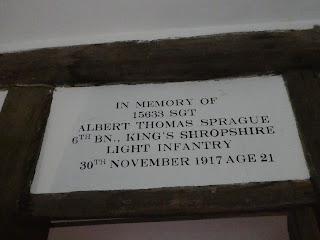 IN MEMORY OF
15633 SGT
ALBERT THOMAS SPRAGUE
6TH BN., KING'S SHROPSHIRE
LIGHT INFANTRY
30TH NOVEMBER 1917 AGE 21